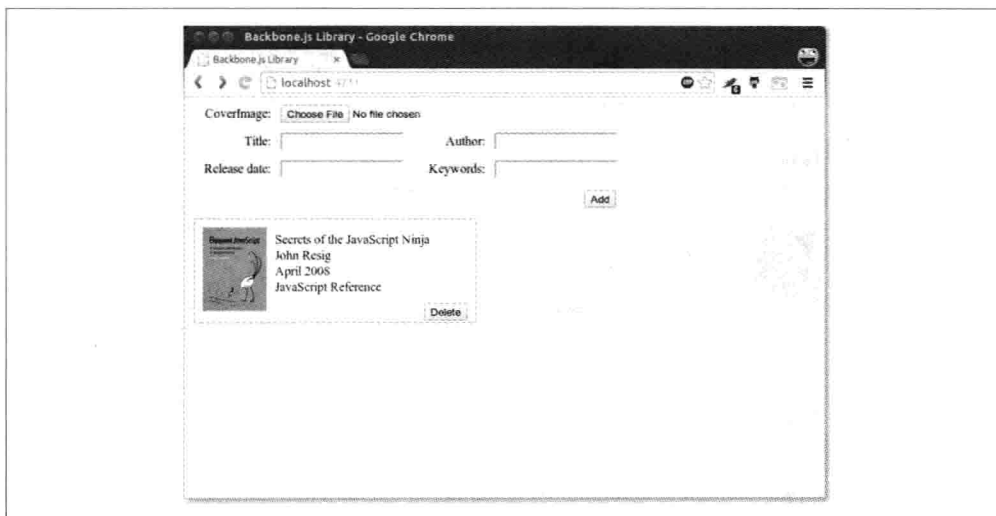 Backbone.js Library - Google Chrome
Backbone.js Library ×
localhost
CoverImage: Choose File No file chosen
Title: Author:
Release date: Keywords:
Add
Secrets of the JavaScript Ninja
John Resig
April 2008
JavaScript Reference
Delete